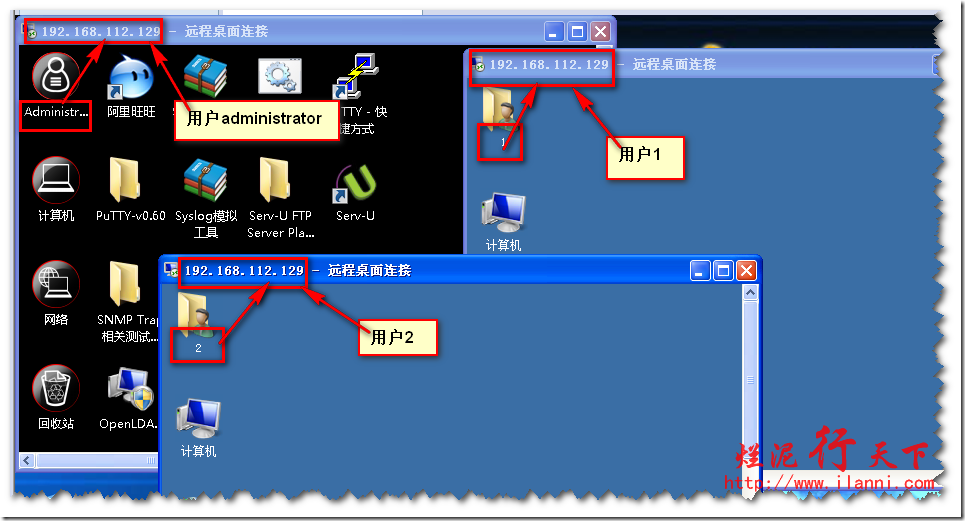 192.168.112.129 - 远程桌面连接
192.168.112.129 - 远程桌面连接
Administr...
阿里旺旺
用户administrator
TTY - 快
捷方式
1
用户1
计算机
PuTTY-v0.60
Syslog模拟
工具
Serv-U FTP
Server Pla...
Serv-U
计算机
192.168.112.129 - 远程桌面连接
网络
SNMP Trap
相关测试...
2
用户2
回收站
OpenLDA.
计算机
烂泥行天下
http://www.ilanni.com